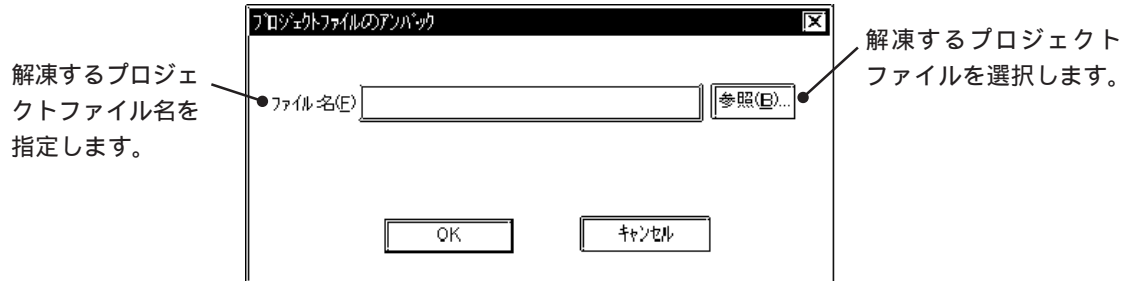 ﾌﾟﾛｼﾞｪｸﾄﾌｧｲﾙのｱﾝﾊﾟｯｸ
解凍するプロジェ
クトファイル名を
指定します。
ﾌｧｲﾙ名(F)
参照(B)...
解凍するプロジェクト
ファイルを選択します。
OK
ｷｬﾝｾﾙ